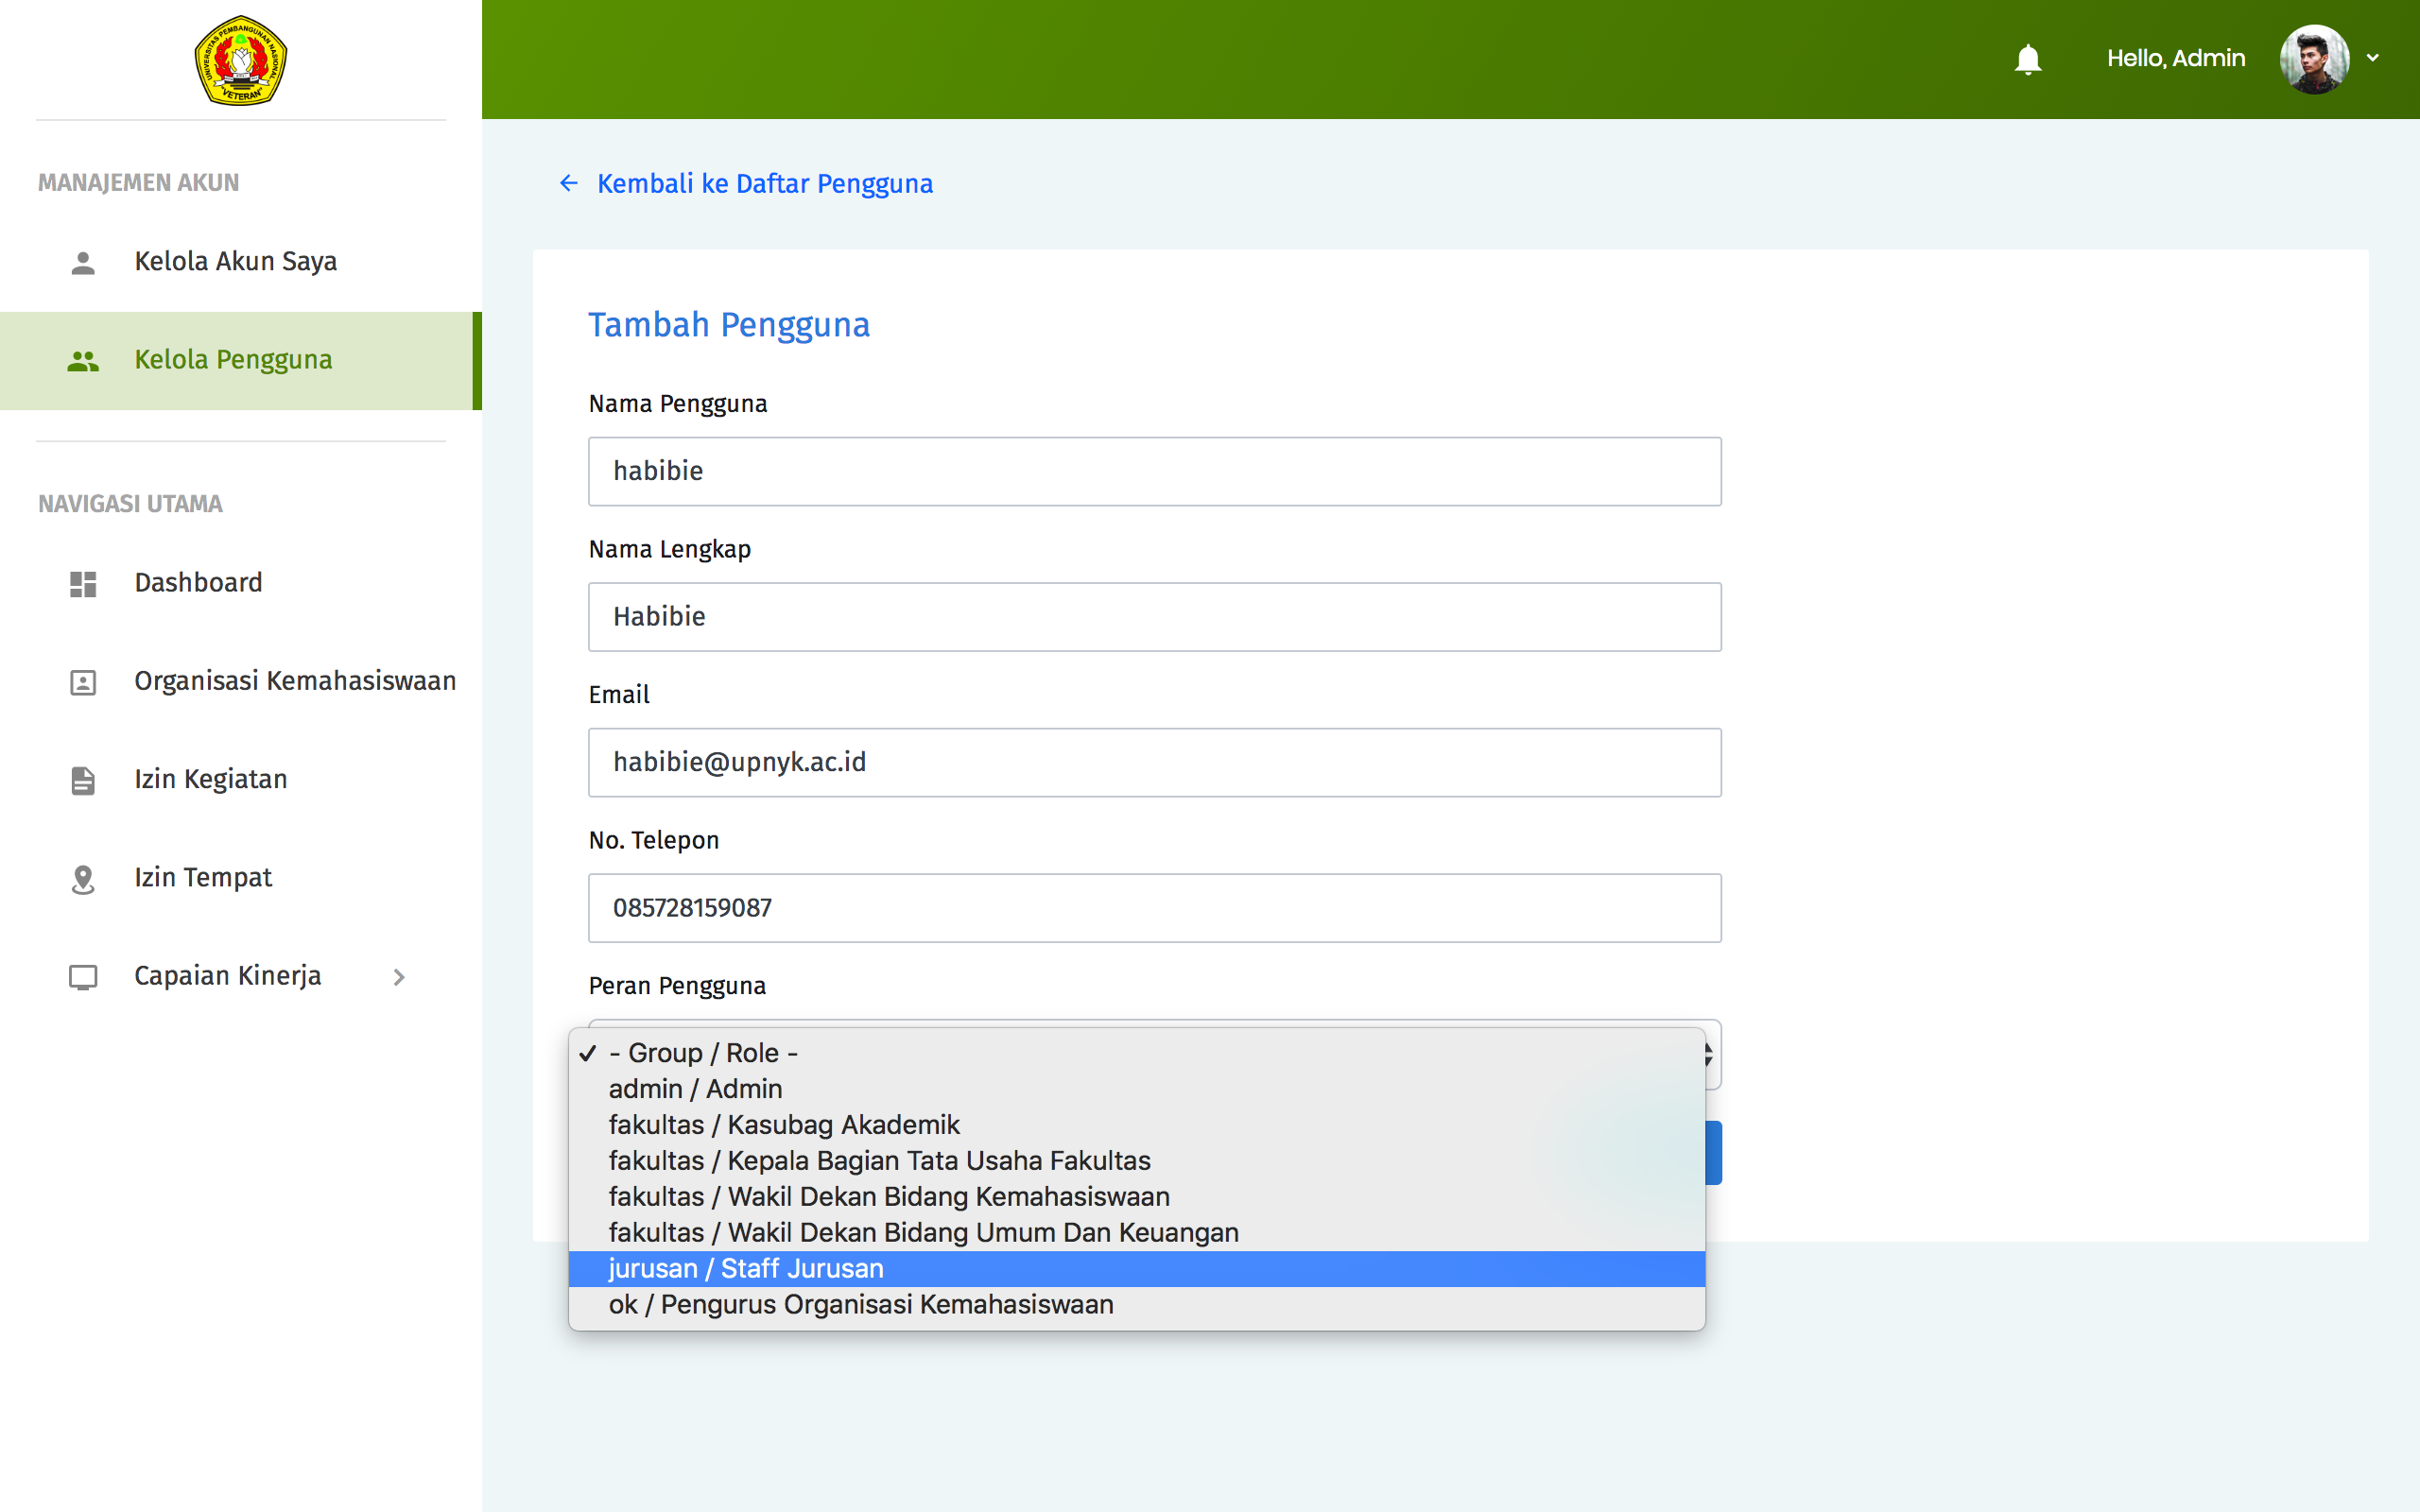 UNIVERSITAS PEMBANGUNAN NASIONAL
"VETERAN"
Hello, Admin
MANAJEMEN AKUN
Kelola Akun Saya
Kelola Pengguna
NAVIGASI UTAMA
Dashboard
Organisasi Kemahasiswaan
Izin Kegiatan
Izin Tempat
Capaian Kinerja
Kembali ke Daftar Pengguna
Tambah Pengguna
Nama Pengguna
habibie
Nama Lengkap
Habibie
Email
habibie@upnyk.ac.id
No. Telepon
085728159087
Peran Pengguna
- Group / Role -
admin / Admin
fakultas / Kasubag Akademik
fakultas / Kepala Bagian Tata Usaha Fakultas
fakultas / Wakil Dekan Bidang Kemahasiswaan
fakultas / Wakil Dekan Bidang Umum Dan Keuangan
jurusan / Staff Jurusan
ok / Pengurus Organisasi Kemahasiswaan